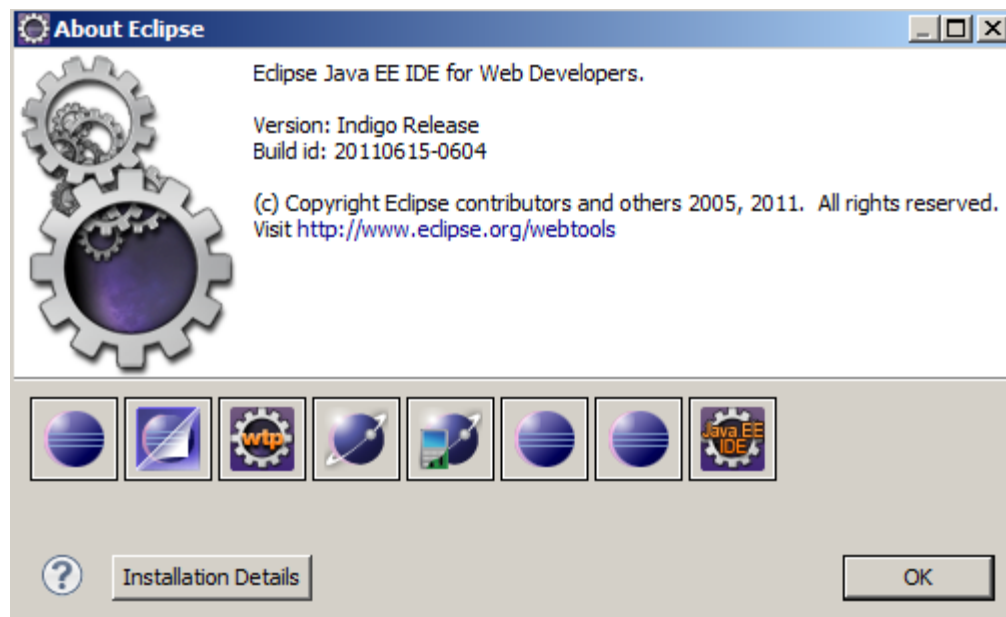 About Eclipse
Eclipse Java EE IDE for Web Developers.
Version: Indigo Release
Build id: 20110615-0604
(c) Copyright Eclipse contributors and others 2005, 2011.  All rights reserved.
Visit http://www.eclipse.org/webtools
wtp
Java EE
IDE
?
Installation Details
OK